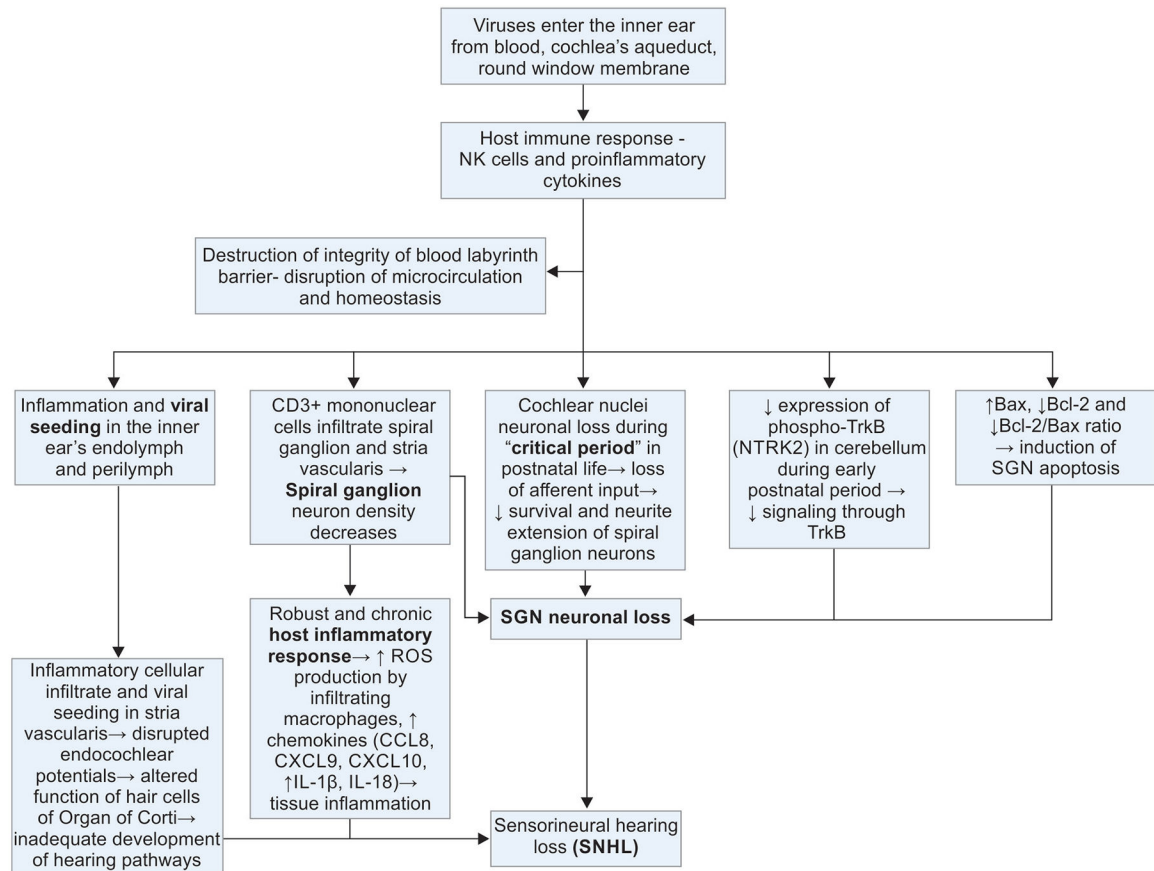 Viruses enter the inner ear
from blood, cochlea's aqueduct,
round window membrane
Host immune response -
NK cells and proinflammatory
cytokines
Destruction of integrity of blood labyrinth
barrier- disruption of microcirculation
and homeostasis
Inflammation and viral
seeding in the inner
ear's endolymph
and perilymph
CD3+ mononuclear
cells infiltrate spiral
ganglion and stria
vascularis →
Spiral ganglion
neuron density
decreases
Cochlear nuclei
neuronal loss during
“critical period” in
postnatal life→ loss
of afferent input→
↓ survival and neurite
extension of spiral
ganglion neurons
↓ expression of
phospho-TrkB
(NTRK2) in cerebellum
during early
postnatal period →
↓ signaling through
TrkB
↑Bax, ↓Bcl-2 and
↓Bcl-2/Bax ratio
→ induction of
SGN apoptosis
Inflammatory cellular
infiltrate and viral
seeding in stria
vascularis→ disrupted
endocochlear
potentials→ altered
function of hair cells
of Organ of Corti→
inadequate development
of hearing pathways
Robust and chronic
host inflammatory
response→ ↑ ROS
production by
infiltrating
macrophages, ↑
chemokines (CCL8,
CXCL9, CXCL10,
↑IL-1β, IL-18)→
tissue inflammation
SGN neuronal loss
Sensorineural hearing
loss (SNHL)